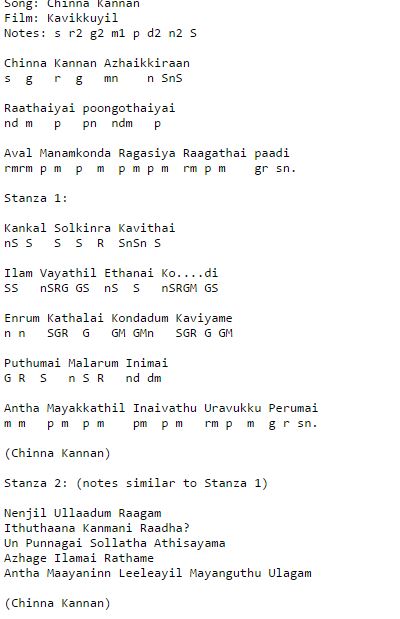 Song: Chinna Kannan
Film: Kavikkuyil
Notes: s r2 g2 m1 p d2 n2 S
Chinna Kannan Azhaikkiraan
s g r g mn n SnS
Raathaiyai poongothaiyai
nd m p pn ndm p
Aval Manamkonda Ragasiya Raagathai paadi
rmrm p m p m p m p m rm p m gr sn.
Stanza 1:
Kankal Solkinra Kavithai
nS S S S R SnSn S
Ilam Vayathil Ethanai Ko....di
SS nSRG GS nS S nSRGM GS
Enrum Kathalai Kondadum Kaviyame
n n SGR G GM GMn SGR G GM
Puthumai Malarum Inimai
G R S n S R nd dm
Antha Mayakkathil Inaivathu Uravukku Perumai
m m p m p m pm p m rm p m g r sn.
(Chinna Kannan)
Stanza 2: (notes similar to Stanza 1)
Nenjil Ullaadum Raagam
Ithuthaana Kanmani Raadha?
Un Punnagai Sollatha Athisayama
Azhage Ilamai Rathame
Antha Maayaninn Leeleayil Mayanguthu Ulagam
(Chinna Kannan)